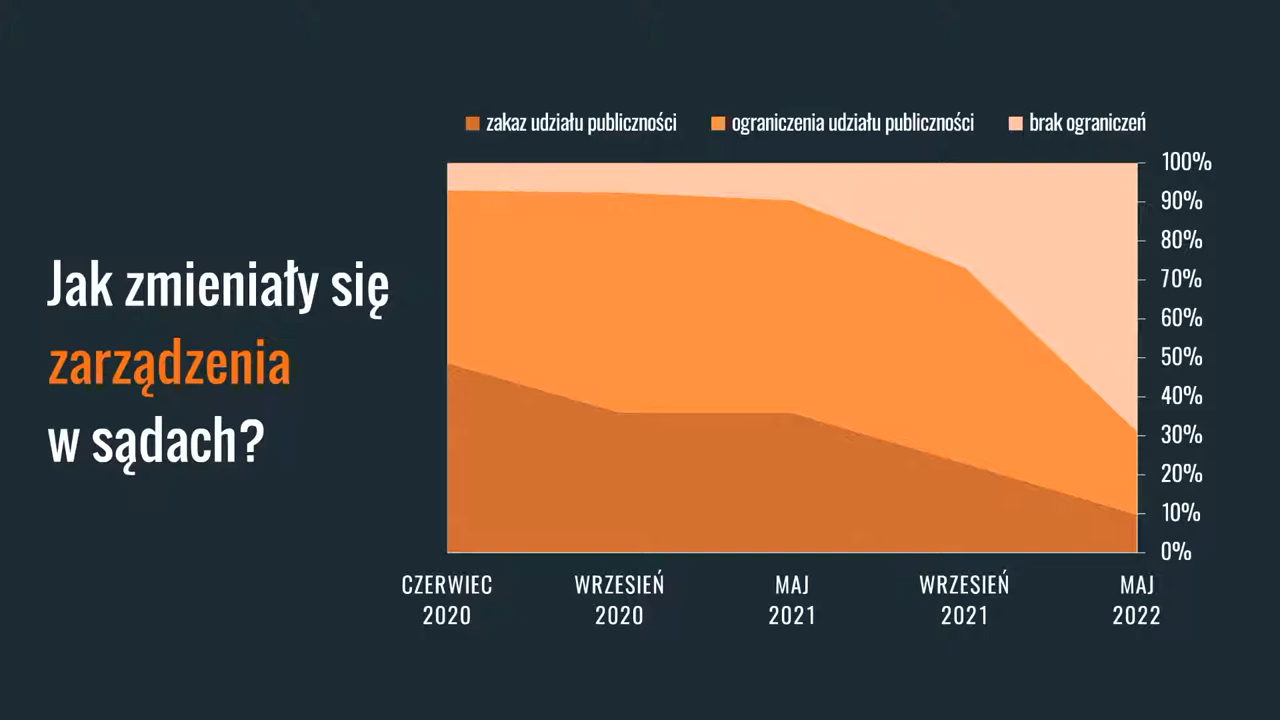 zakaz udziału publiczności
ograniczenia udziału publiczności
brak ograniczeń
Jak zmieniały się
zarządzenia
w sądach?
100%
90%
80%
70%
60%
50%
40%
30%
20%
10%
0%
CZERWIEC
2020
WRZESIEŃ
2020
MAJ
2021
WRZESIEŃ
2021
MAJ
2022